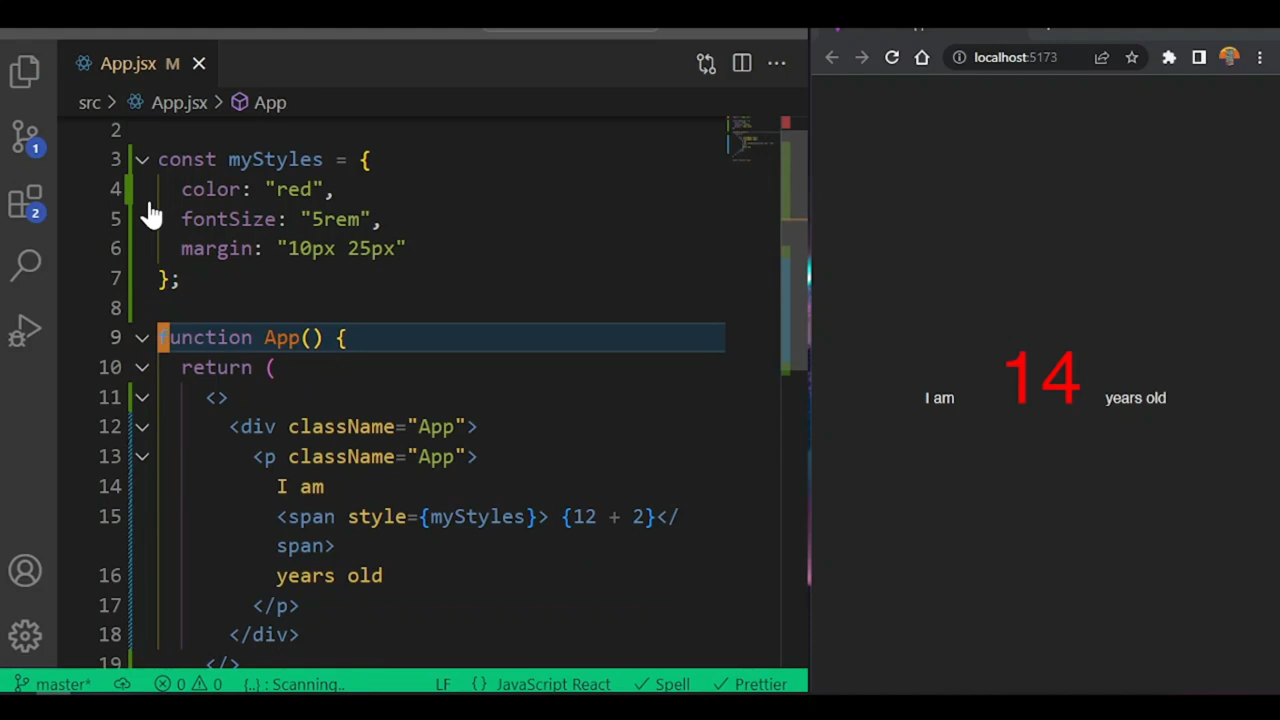 App.jsx M
localhost:5173
src > App.jsx > App
1
2
2
3 const myStyles = {
4 color: "red",
5 fontSize: "5rem",
6 margin: "10px 25px"
7 };
8
9 function App() {
10 return (
11 <>
12 <div className="App">
13 <p className="App">
14 I am
15 <span style={myStyles}> {12 + 2}</
span>
16 years old
17 </p>
18 </div>
19 </>
I am 14 years old
master* 0 0 {..} : Scanning.. LF {} JavaScript React Spell Prettier